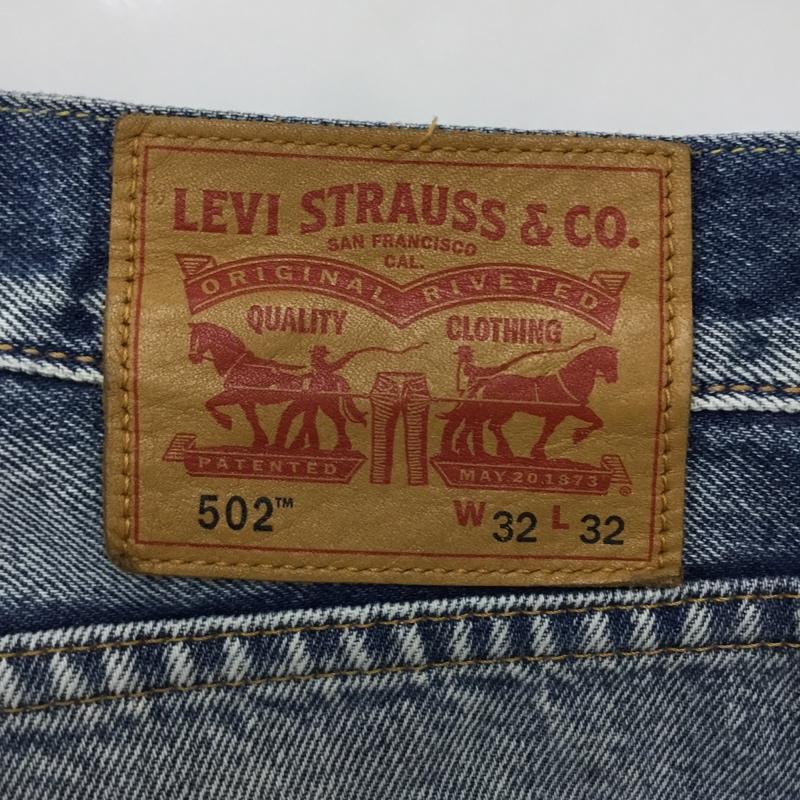 LEVI STRAUSS & CO.
SAN FRANCISCO
CAL.
ORIGINAL RIVETED
QUALITY CLOTHING
PATENTED MAY 20.1873 ®
502™ W 32 L 32